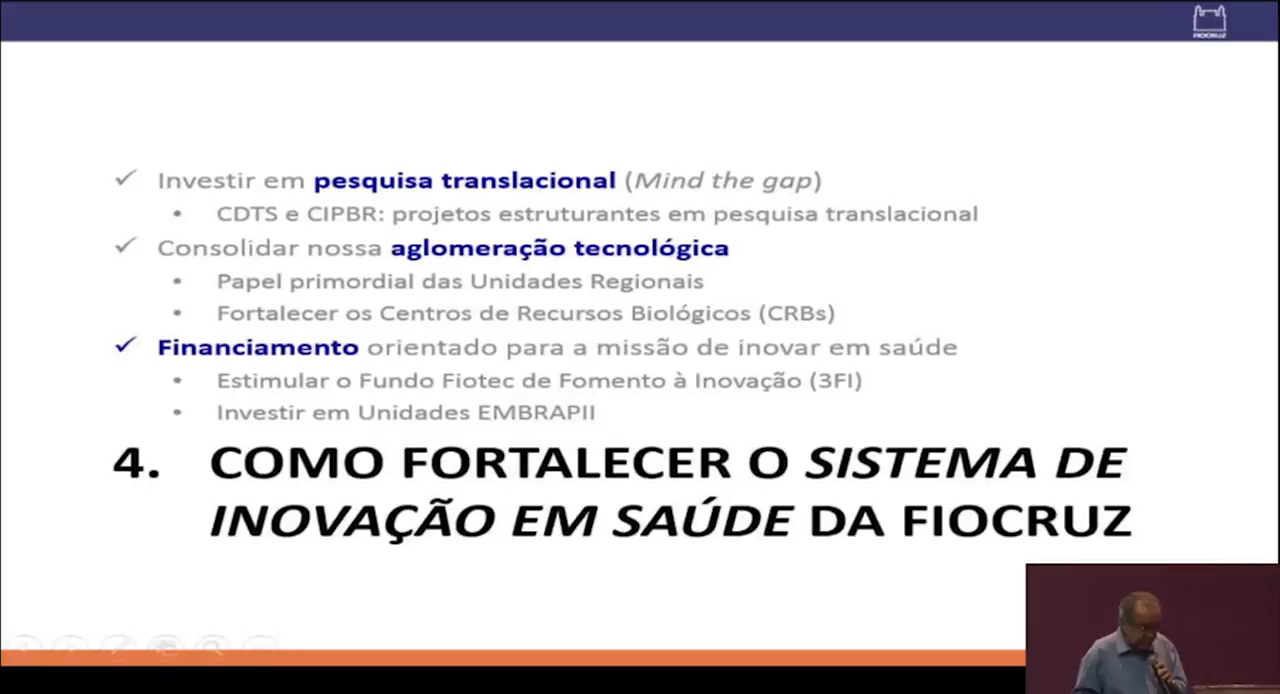 FIOCRUZ
✓ Investir em pesquisa translacional (Mind the gap)
• CDTS e CIPBR: projetos estruturantes em pesquisa translacional
✓ Consolidar nossa aglomeração tecnológica
• Papel primordial das Unidades Regionais
• Fortalecer os Centros de Recursos Biológicos (CRBs)
✓ Financiamento orientado para a missão de inovar em saúde
• Estimular o Fundo Fiotec de Fomento à Inovação (3FI)
• Investir em Unidades EMBRAPII
4. COMO FORTALECER O SISTEMA DE
INOVAÇÃO EM SAÚDE DA FIOCRUZ